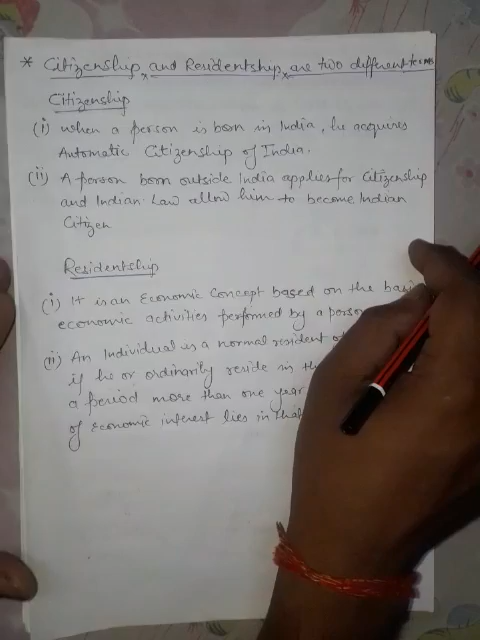 * Citizenship and Residentship are two different terms
Citizenship
(i) when a person is born in India, he acquires
Automatic Citizenship of India.
(ii) A person born outside India applies for Citizenship
and Indian Law allow him to become Indian
Citizen
Residentship
(i) It is an Economic Concept based on the basic
economic activities performed by a person
(ii) An Individual is a normal resident of
if he or ordinarily reside in
a period more than one year
of Economic interest lies in that